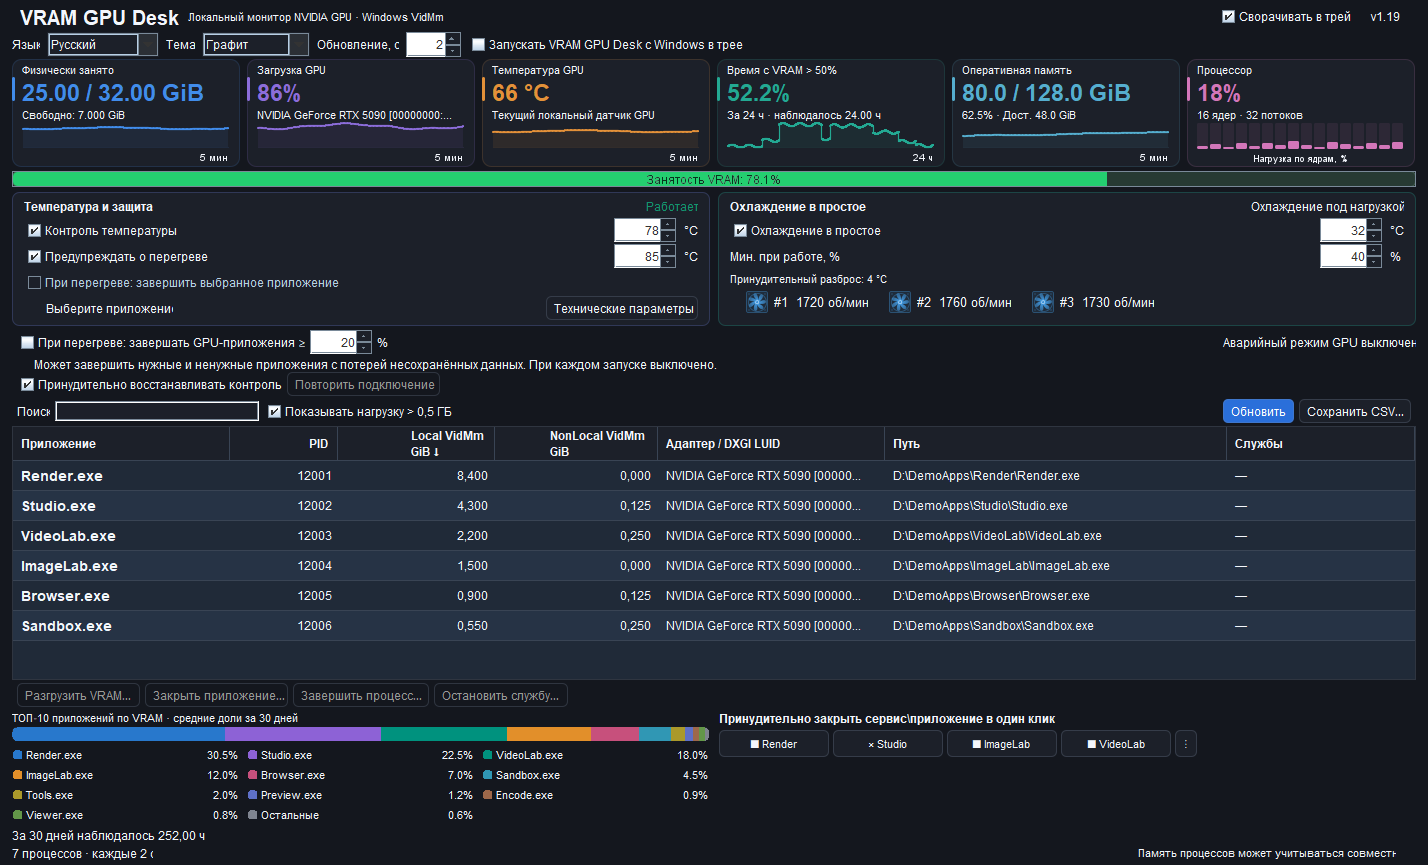 VRAM GPU Desk Локальный монитор NVIDIA GPU · Windows VidMm Сворачивать в трей v1.19
Язык Русский Тема Графит Обновление, с 2 Запускать VRAM GPU Desk с Windows в трее
Физически занято
25.00 / 32.00 GiB
Свободно: 7.000 GiB
5 мин
Загрузка GPU
86%
NVIDIA GeForce RTX 5090 [00000000:...
5 мин
Температура GPU
66 °C
Текущий локальный датчик GPU
5 мин
Время с VRAM > 50%
52.2%
За 24 ч · наблюдалось 24.00 ч
24 ч
Оперативная память
80.0 / 128.0 GiB
62.5% · Дост. 48.0 GiB
5 мин
Процессор
18%
16 ядер · 32 потоков
Нагрузка по ядрам, %
Занятость VRAM: 78.1%
Температура и защита Работает
Контроль температуры 78 °C
Предупреждать о перегреве 85 °C
При перегреве: завершить выбранное приложение
Выберите приложение Технические параметры
Охлаждение в простое Охлаждение под нагрузкой
Охлаждение в простое 32 °C
Мин. при работе, % 40 %
Принудительный разброс: 4 °C
#1 1720 об/мин #2 1760 об/мин #3 1730 об/мин
При перегреве: завершать GPU-приложения ≥ 20 % Аварийный режим GPU выключен
Может завершить нужные и ненужные приложения с потерей несохранённых данных. При каждом запуске выключено.
Принудительно восстанавливать контроль Повторить подключение
Поиск Показывать нагрузку > 0,5 ГБ Обновить Сохранить CSV...
Приложение PID Local VidMm GiB ↓ NonLocal VidMm GiB Адаптер / DXGI LUID Путь Службы
Render.exe 12001 8,400 0,000 NVIDIA GeForce RTX 5090 [00000... D:\DemoApps\Render\Render.exe —
Studio.exe 12002 4,300 0,125 NVIDIA GeForce RTX 5090 [00000... D:\DemoApps\Studio\Studio.exe —
VideoLab.exe 12003 2,200 0,250 NVIDIA GeForce RTX 5090 [00000... D:\DemoApps\VideoLab\VideoLab.exe —
ImageLab.exe 12004 1,500 0,000 NVIDIA GeForce RTX 5090 [00000... D:\DemoApps\ImageLab\ImageLab.exe —
Browser.exe 12005 0,900 0,125 NVIDIA GeForce RTX 5090 [00000... D:\DemoApps\Browser\Browser.exe —
Sandbox.exe 12006 0,550 0,250 NVIDIA GeForce RTX 5090 [00000... D:\DemoApps\Sandbox\Sandbox.exe —
Разгрузить VRAM... Закрыть приложение... Завершить процесс... Остановить службу...
ТОП-10 приложений по VRAM · средние доли за 30 дней
Render.exe 30.5% Studio.exe 22.5% VideoLab.exe 18.0%
ImageLab.exe 12.0% Browser.exe 7.0% Sandbox.exe 4.5%
Tools.exe 2.0% Preview.exe 1.2% Encode.exe 0.9%
Viewer.exe 0.8% Остальные 0.6%
Принудительно закрыть сервис\приложение в один клик
Render × Studio ImageLab VideoLab ⋮
За 30 дней наблюдалось 252,00 ч
7 процессов · каждые 2 с Память процессов может учитываться совместн